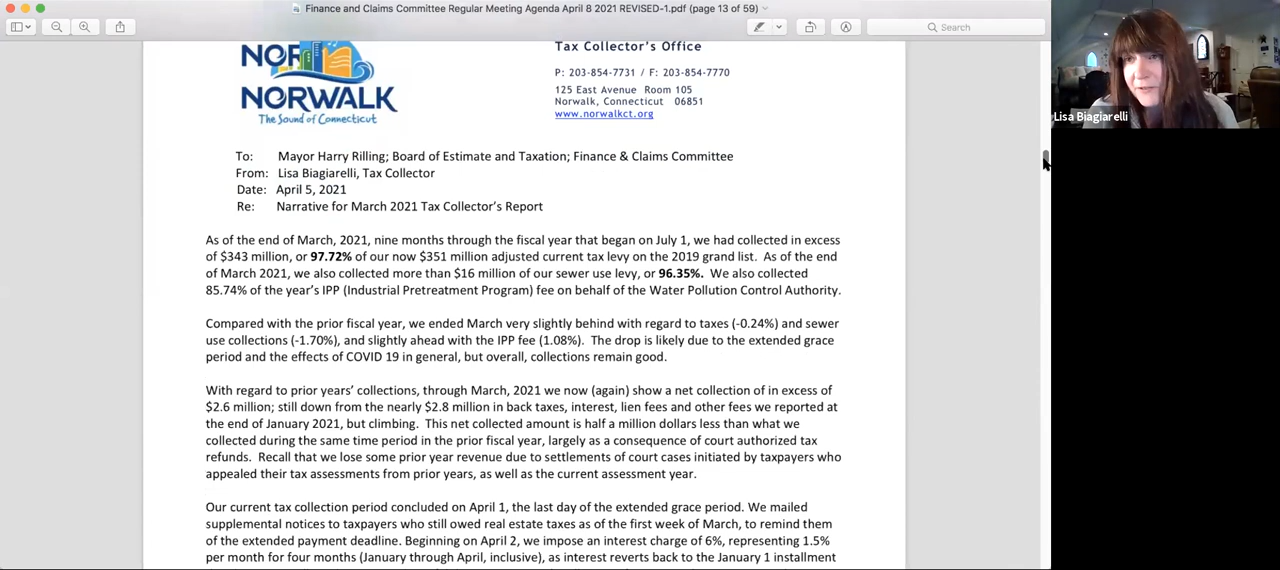 Finance and Claims Committee Regular Meeting Agenda April 8 2021 REVISED-1.pdf (page 13 of 59)
Search
NORWALK
The Sound of Connecticut
Tax Collector's Office
P: 203-854-7731 / F: 203-854-7770
125 East Avenue Room 105
Norwalk, Connecticut 06851
www.norwalkct.org
Lisa Biagiarelli
To: Mayor Harry Rilling; Board of Estimate and Taxation; Finance & Claims Committee
From: Lisa Biagiarelli, Tax Collector
Date: April 5, 2021
Re: Narrative for March 2021 Tax Collector's Report
As of the end of March, 2021, nine months through the fiscal year that began on July 1, we had collected in excess
of $343 million, or 97.72% of our now $351 million adjusted current tax levy on the 2019 grand list. As of the end
of March 2021, we also collected more than $16 million of our sewer use levy, or 96.35%. We also collected
85.74% of the year's IPP (Industrial Pretreatment Program) fee on behalf of the Water Pollution Control Authority.
Compared with the prior fiscal year, we ended March very slightly behind with regard to taxes (-0.24%) and sewer
use collections (-1.70%), and slightly ahead with the IPP fee (1.08%). The drop is likely due to the extended grace
period and the effects of COVID 19 in general, but overall, collections remain good.
With regard to prior years' collections, through March, 2021 we now (again) show a net collection of in excess of
$2.6 million; still down from the nearly $2.8 million in back taxes, interest, lien fees and other fees we reported at
the end of January 2021, but climbing. This net collected amount is half a million dollars less than what we
collected during the same time period in the prior fiscal year, largely as a consequence of court authorized tax
refunds. Recall that we lose some prior year revenue due to settlements of court cases initiated by taxpayers who
appealed their tax assessments from prior years, as well as the current assessment year.
Our current tax collection period concluded on April 1, the last day of the extended grace period. We mailed
supplemental notices to taxpayers who still owed real estate taxes as of the first week of March, to remind them
of the extended payment deadline. Beginning on April 2, we impose an interest charge of 6%, representing 1.5%
per month for four months (January through April, inclusive), as interest reverts back to the January 1 installment